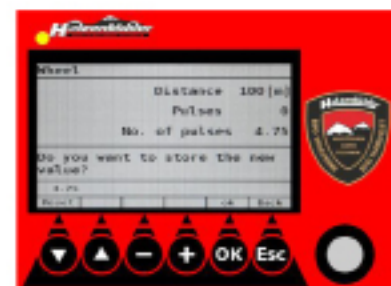 Wheel
Distance 100 [m]
Pulses 0
No. of pulses 4.75
Do you want to store the new
value?
4.75
Reset ok Back
OK Esc